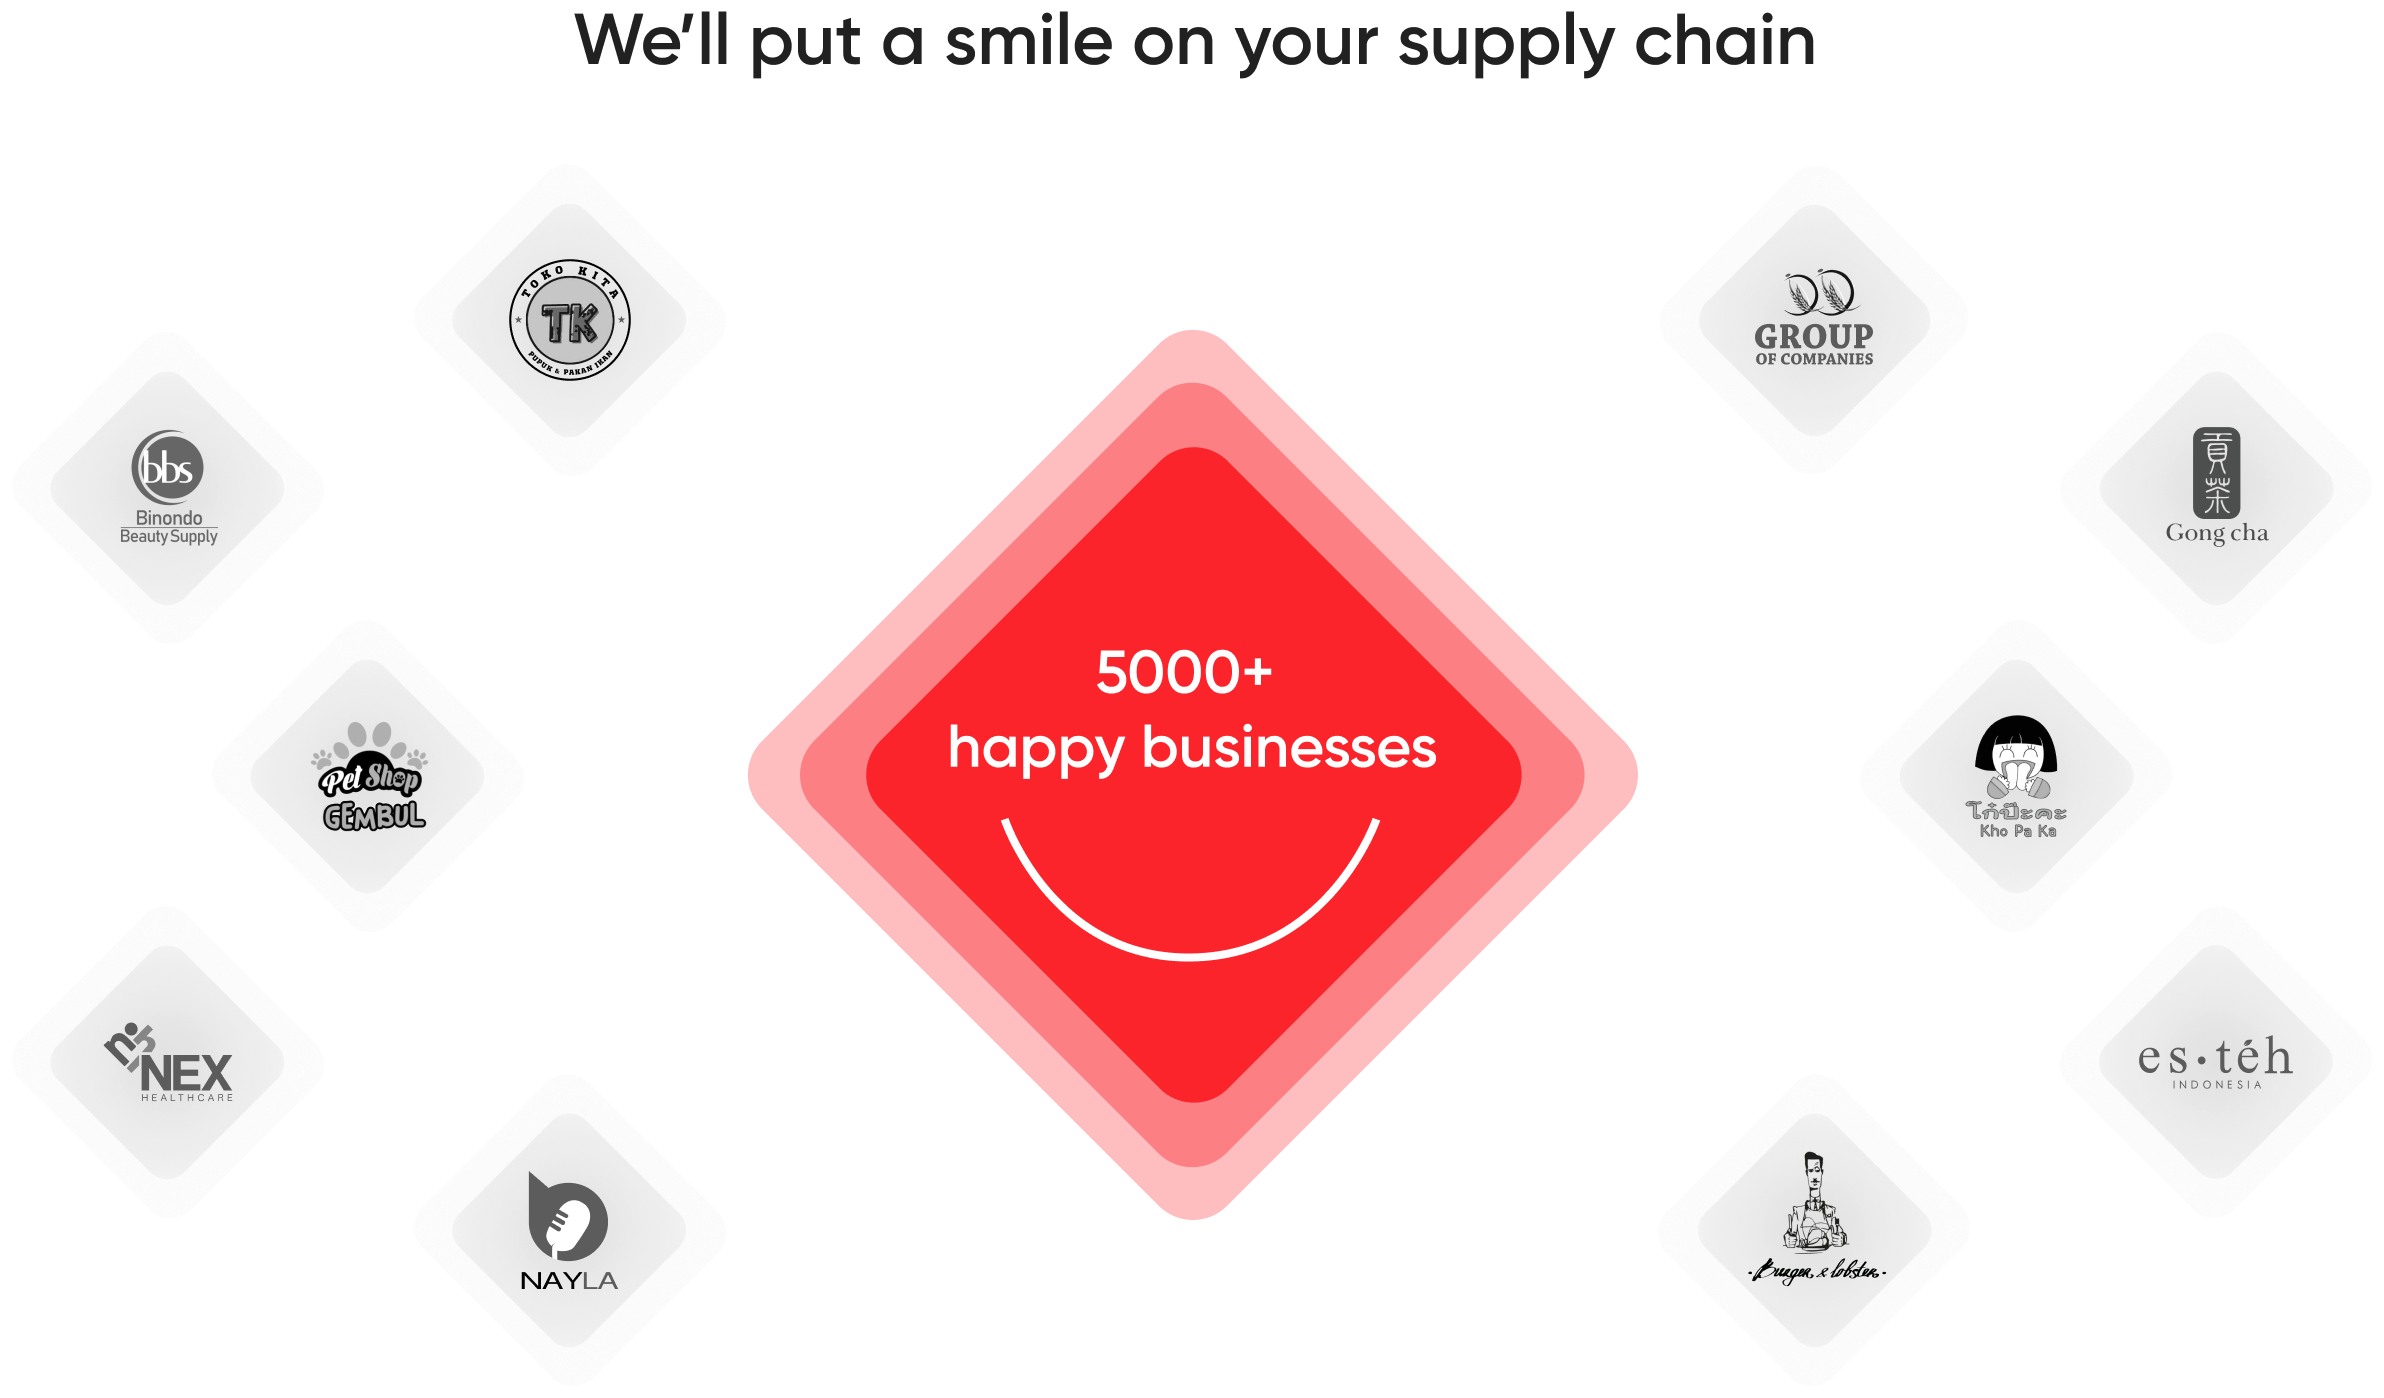 We’ll put a smile on your supply chain
TOKO KITA
TK
PUPUK & PAKAN IKAN
GROUP
OF COMPANIES
bbs
Binondo
Beauty Supply
貢茶
Gong cha
5000+
happy businesses
Pet Shop
GEMBUL
โก๋ป๊ะคะ
Kho Pa Ka
NEX
HEALTHCARE
es·téh
INDONESIA
NAYLA
Burger & lobster